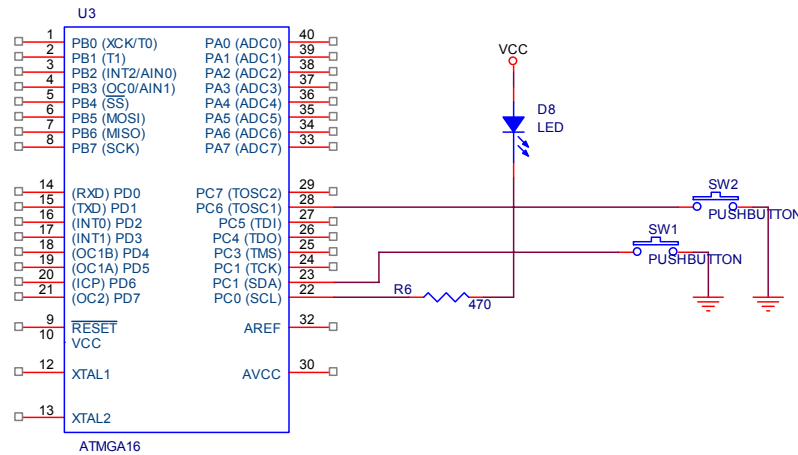 U3
1 PB0 (XCK/T0) PA0 (ADC0) 40
2 PB1 (T1) PA1 (ADC1) 39
3 PB2 (INT2/AIN0) PA2 (ADC2) 38
4 PB3 (OC0/AIN1) PA3 (ADC3) 37
5 PB4 (SS) PA4 (ADC4) 36
6 PB5 (MOSI) PA5 (ADC5) 35
7 PB6 (MISO) PA6 (ADC6) 34
8 PB7 (SCK) PA7 (ADC7) 33
VCC
D8
LED
14 (RXD) PD0 PC7 (TOSC2) 29
15 (TXD) PD1 PC6 (TOSC1) 28
16 (INT0) PD2 PC5 (TDI) 27
17 (INT1) PD3 PC4 (TDO) 26
18 (OC1B) PD4 PC3 (TMS) 25
19 (OC1A) PD5 PC1 (TCK) 24
20 (ICP) PD6 PC1 (SDA) 23
21 (OC2) PD7 PC0 (SCL) 22
SW2
PUSHBUTTON
SW1
PUSHBUTTON
R6
470
9 RESET AREF 32
10 VCC
12 XTAL1 AVCC 30
13 XTAL2
ATMGA16